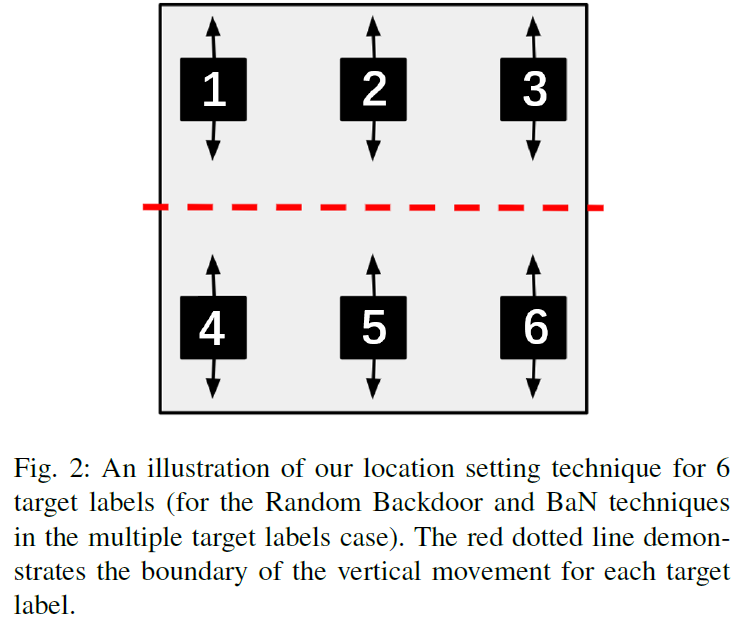 1 2 3
4 5 6
Fig. 2: An illustration of our location setting technique for 6
target labels (for the Random Backdoor and BaN techniques
in the multiple target labels case). The red dotted line demon-
strates the boundary of the vertical movement for each target
label.